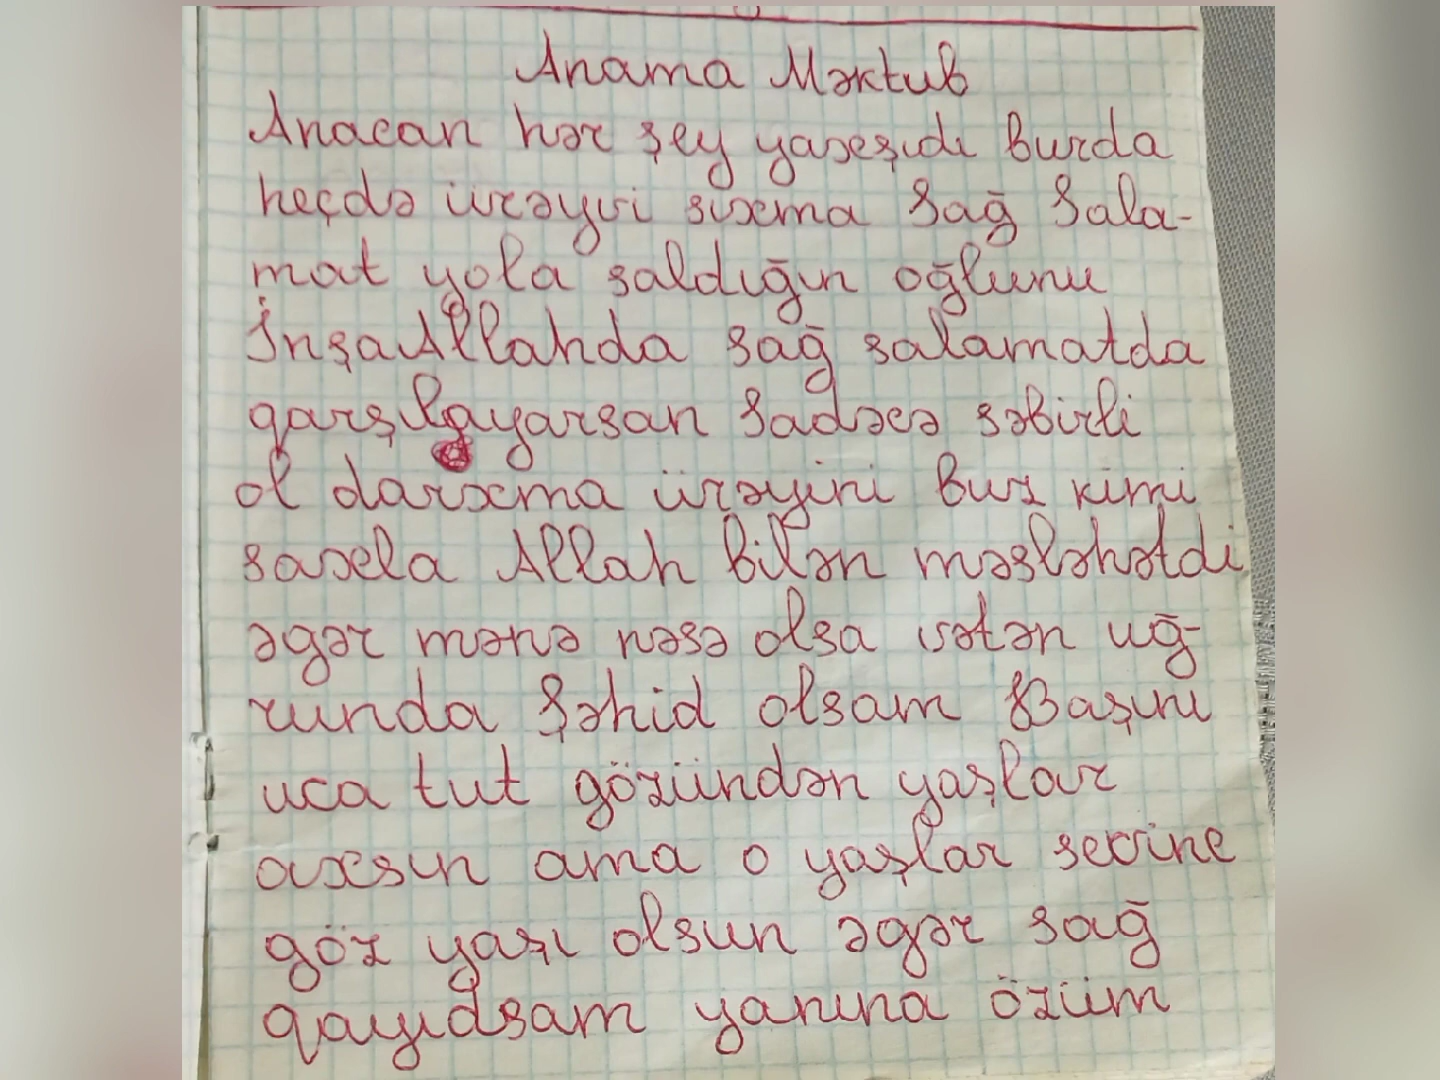 Anama Məktub
Anacan hər şey yaxşıdı burda
heçdə ürəyvi sıxma Sağ Sala-
mat yola saldığın oğlunu
İnşaAllahda sağ salamatda
qarşılayarsan Sadəcə səbirli
ol darıxma ürəyini buz kimi
saxla Allah bilən məsləhətdi
əgər mənə nəsə olsa vətən uğ-
runda Şəhid olsam Başını
uca tut gözündən yaşlar
axsın ama o yaşlar sevinc
göz yaşı olsun əgər sağ
qayıdsam yanına özüm